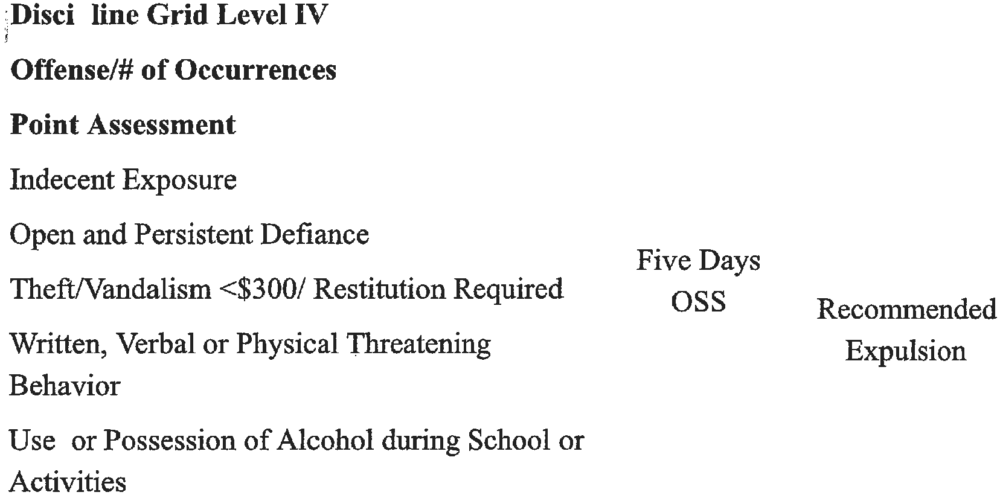 Disci line Grid Level IV
Offense/# of Occurrences
Point Assessment
Indecent Exposure
Open and Persistent Defiance
Theft/Vandalism <$300/ Restitution Required
Written, Verbal or Physical Threatening
Behavior
Use or Possession of Alcohol during School or
Activities
Five Days
OSS
Recommended
Expulsion